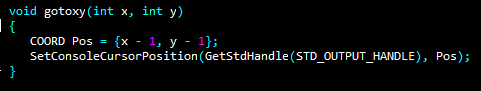 void gotoxy(int x, int y)
{
COORD Pos = {x - 1, y - 1};
SetConsoleCursorPosition(GetStdHandle(STD_OUTPUT_HANDLE), Pos);
}